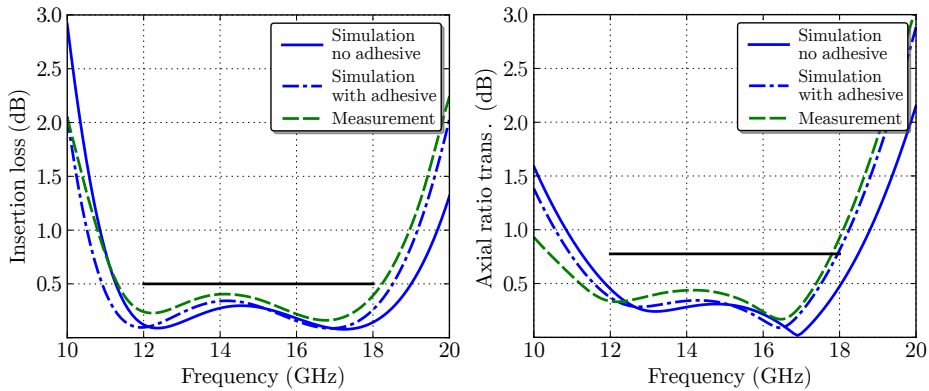 3.0
2.5
2.0
1.5
1.0
0.5
10
12
14
16
18
20
Insertion loss (dB)
Frequency (GHz)
Simulation
no adhesive
Simulation
with adhesive
Measurement
3.0
2.5
2.0
1.5
1.0
0.5
10
12
14
16
18
20
Axial ratio trans. (dB)
Frequency (GHz)
Simulation
no adhesive
Simulation
with adhesive
Measurement